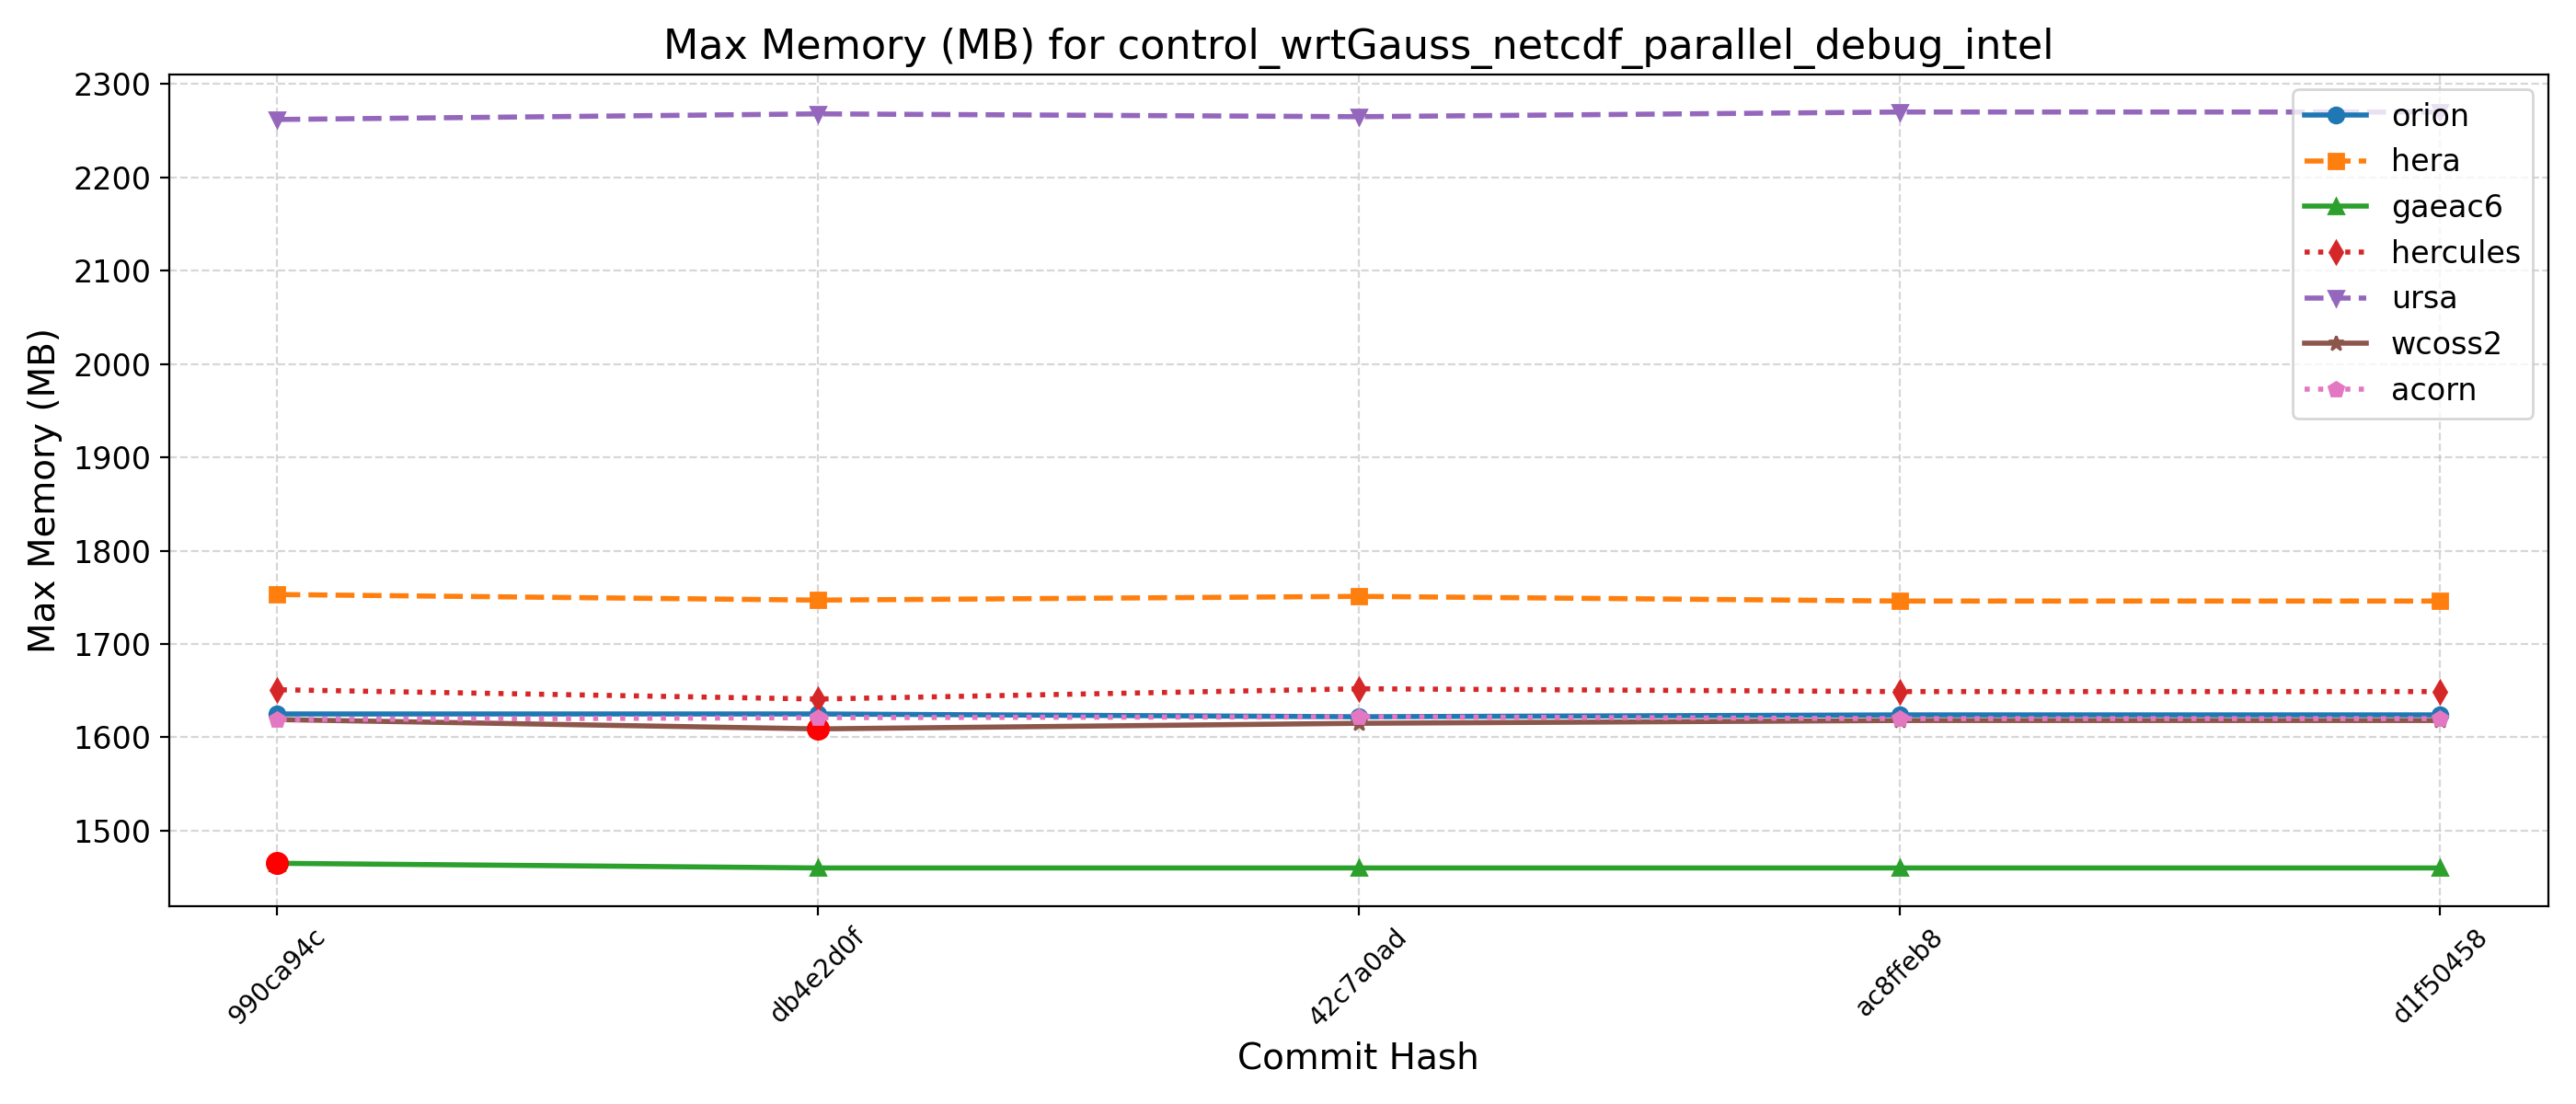 Max Memory (MB) for control_wrtGauss_netcdf_parallel_debug_intel
Max Memory (MB)
2300
2200
2100
2000
1900
1800
1700
1600
1500
orion
hera
gaeac6
hercules
ursa
wcoss2
acorn
990ca94c
db4e2d0f
42c7a0ad
ac8ffeb8
d1f50458
Commit Hash